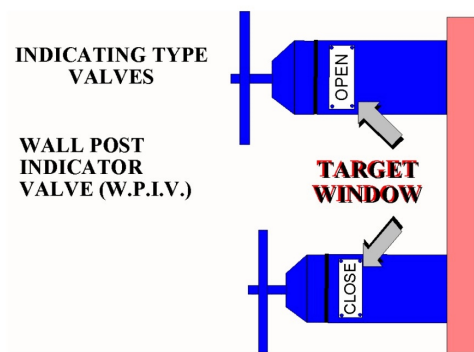 INDICATING TYPE
VALVES
OPEN
WALL POST
INDICATOR
VALVE (W.P.I.V.)
TARGET
WINDOW
CLOSE